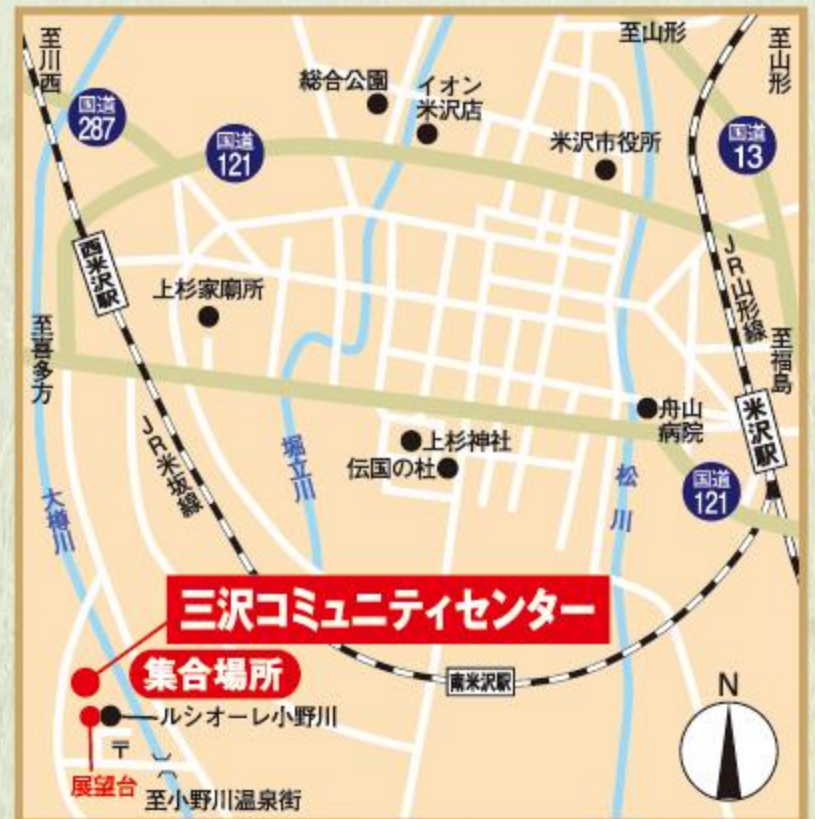 至川西
国道
287
国道
121
総合公園
イオン
米沢店
至山形
至山形
米沢市役所
国道
13
西米沢駅
上杉家廟所
JR山形線
至喜多方
至福島
米沢駅
舟山
病院
JR米坂線
上杉神社
伝国の杜
堀立川
大樽川
松川
国道
121
三沢コミュニティセンター
集合場所
南米沢駅
ルシオーレ小野川
〒
展望台
至小野川温泉街
N